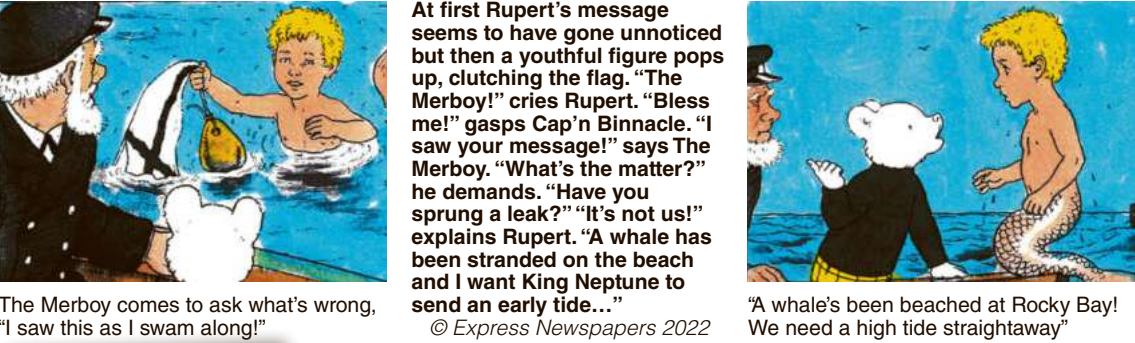 The Merboy comes to ask what's wrong,
“I saw this as I swam along!”
At first Rupert's message
seems to have gone unnoticed
but then a youthful figure pops
up, clutching the flag. “The
Merboy!” cries Rupert. “Bless
me!” gasps Cap'n Binnacle. “I
saw your message!” says The
Merboy. “What's the matter?”
he demands. “Have you
sprung a leak?” “It's not us!”
explains Rupert. “A whale has
been stranded on the beach
and I want King Neptune to
send an early tide…”
© Express Newspapers 2022
“A whale's been beached at Rocky Bay!
We need a high tide straightaway”